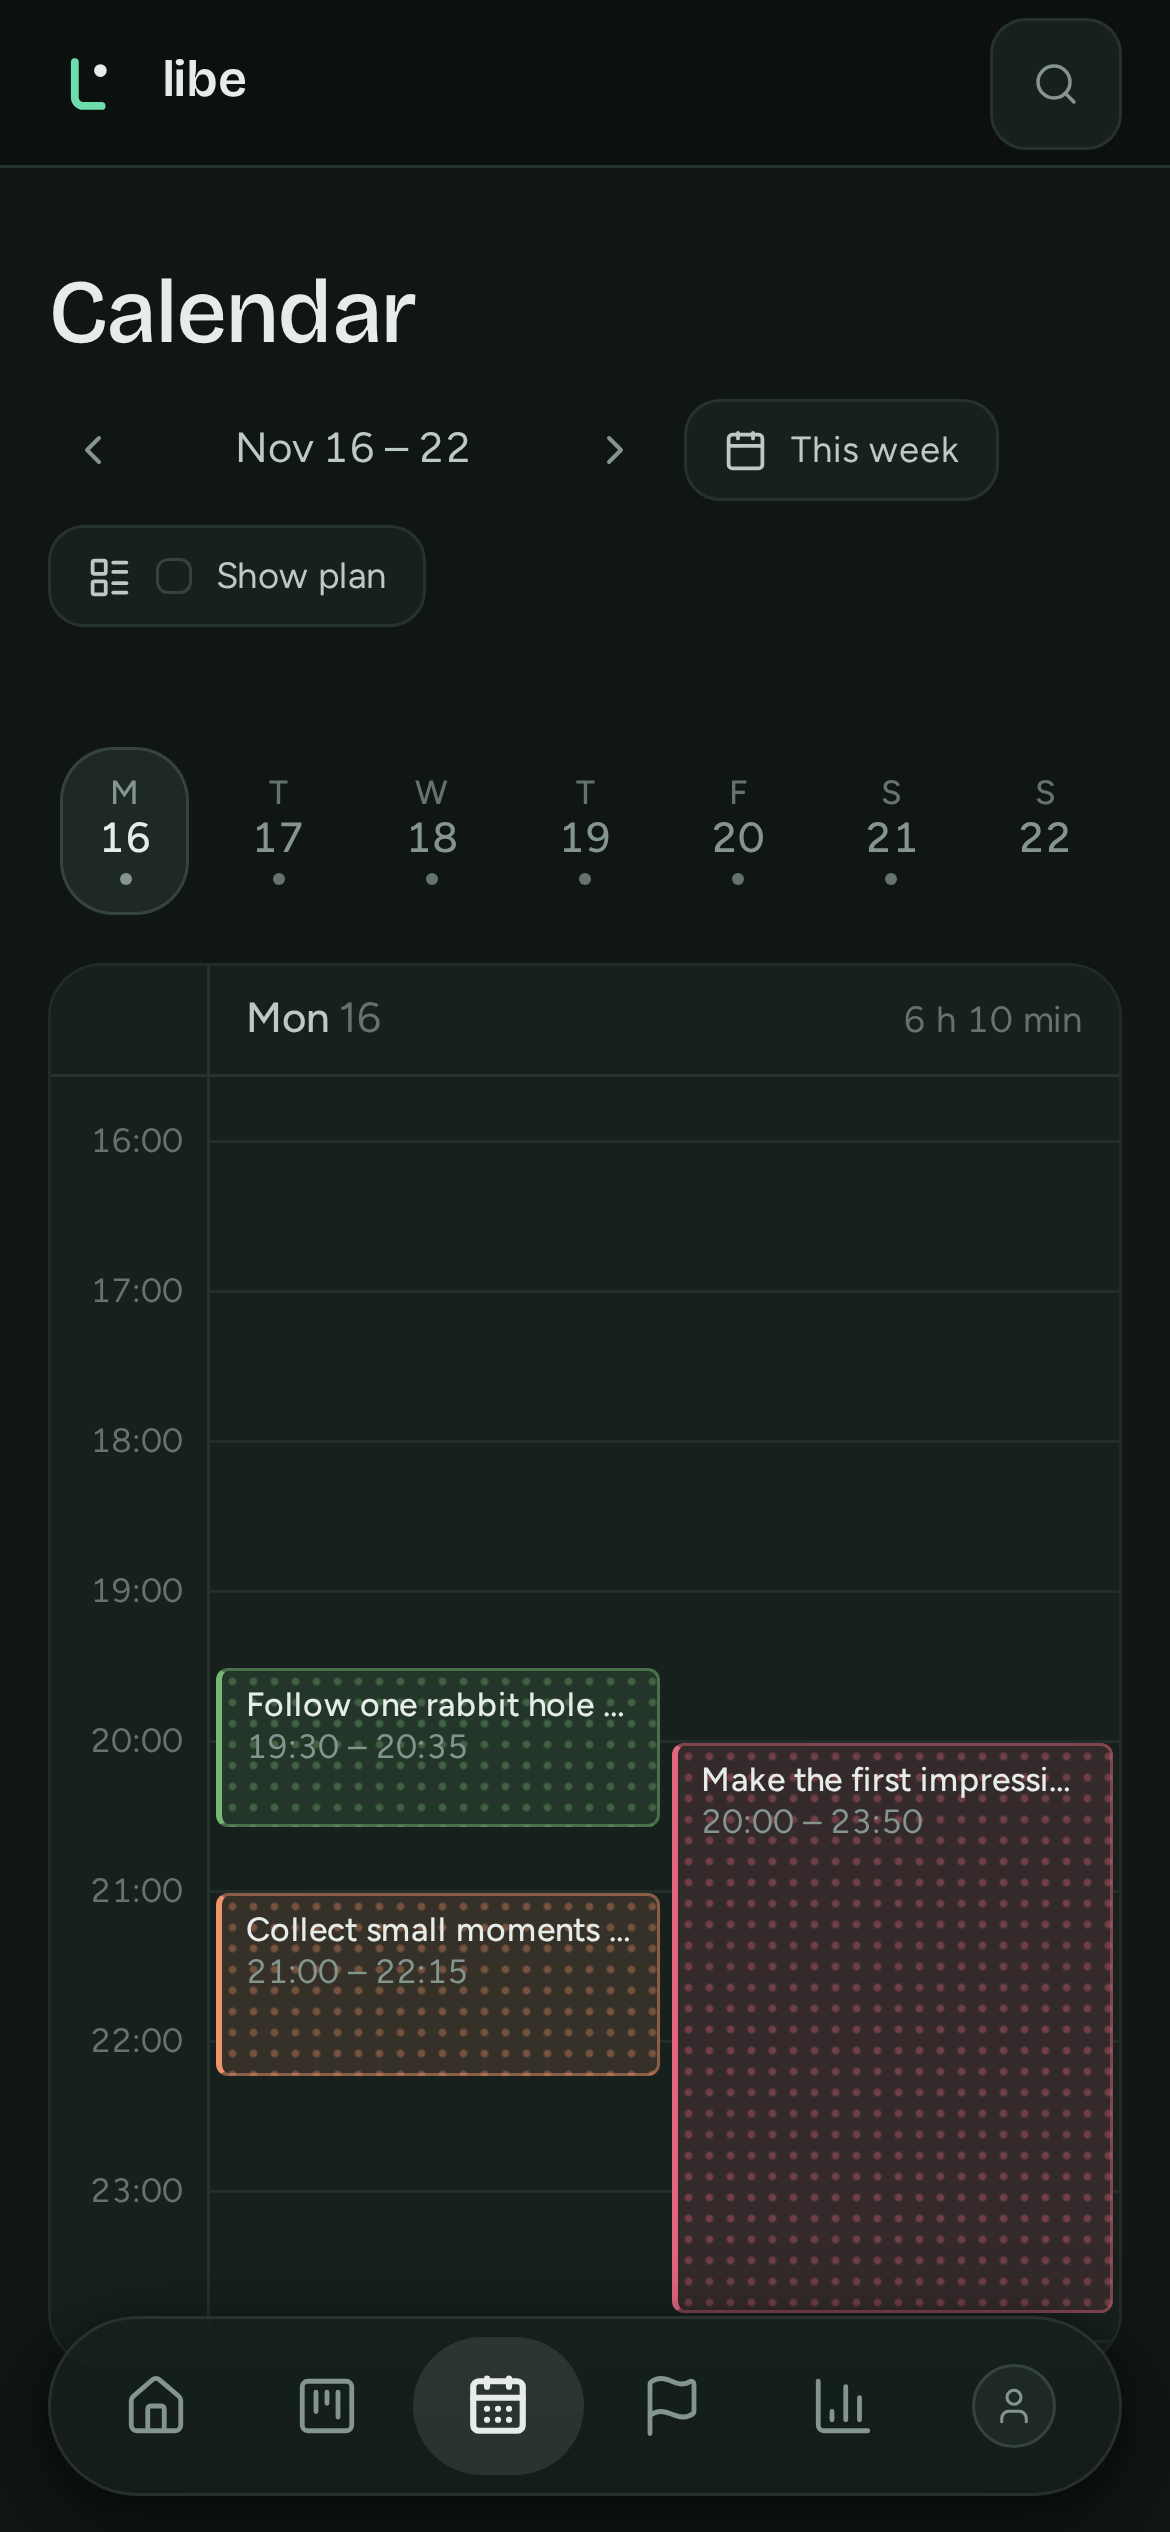 libe
Calendar
Nov 16 – 22
This week
Show plan
M T W T F S S
16 17 18 19 20 21 22
Mon 16 6 h 10 min
16:00
17:00
18:00
19:00
Follow one rabbit hole ...
19:30 – 20:35
20:00
Make the first impressi...
20:00 – 23:50
21:00
Collect small moments ...
21:00 – 22:15
22:00
23:00